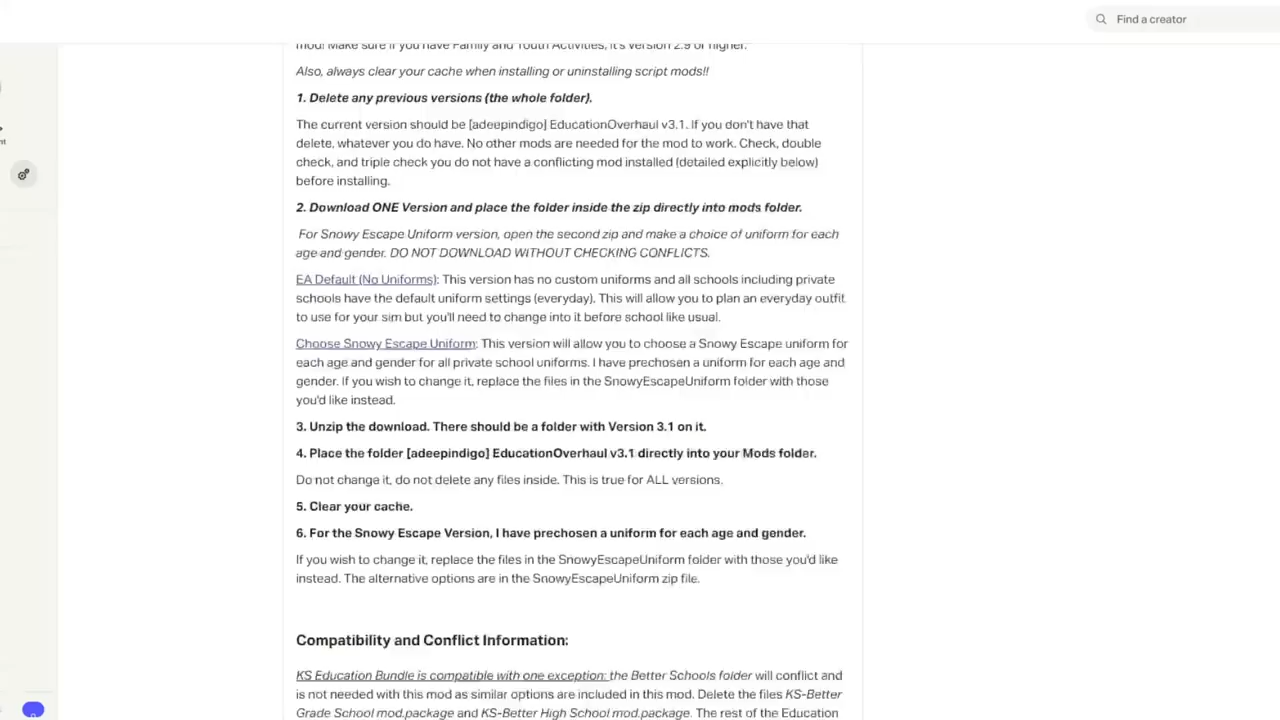 Find a creator
mod! Make sure if you have Family and Youth Activities, it's version 2.9 or higher.
Also, always clear your cache when installing or uninstalling script mods!!
1. Delete any previous versions (the whole folder).
The current version should be [adeepindigo] EducationOverhaul v3.1. If you don't have that
delete, whatever you do have. No other mods are needed for the mod to work. Check, double
check, and triple check you do not have a conflicting mod installed (detailed explicitly below)
before installing.
2. Download ONE Version and place the folder inside the zip directly into mods folder.
For Snowy Escape Uniform version, open the second zip and make a choice of uniform for each
age and gender. DO NOT DOWNLOAD WITHOUT CHECKING CONFLICTS.
EA Default (No Uniforms): This version has no custom uniforms and all schools including private
schools have the default uniform settings (everyday). This will allow you to plan an everyday outfit
to use for your sim but you'll need to change into it before school like usual.
Choose Snowy Escape Uniform: This version will allow you to choose a Snowy Escape uniform for
each age and gender for all private school uniforms. I have prechosen a uniform for each age and
gender. If you wish to change it, replace the files in the SnowyEscapeUniform folder with those
you'd like instead.
3. Unzip the download. There should be a folder with Version 3.1 on it.
4. Place the folder [adeepindigo] EducationOverhaul v3.1 directly into your Mods folder.
Do not change it, do not delete any files inside. This is true for ALL versions.
5. Clear your cache.
6. For the Snowy Escape Version, I have prechosen a uniform for each age and gender.
If you wish to change it, replace the files in the SnowyEscapeUniform folder with those you'd like
instead. The alternative options are in the SnowyEscapeUniform zip file.
Compatibility and Conflict Information:
KS Education Bundle is compatible with one exception: the Better Schools folder will conflict and
is not needed with this mod as similar options are included in this mod. Delete the files KS-Better
Grade School mod.package and KS-Better High School mod.package. The rest of the Education